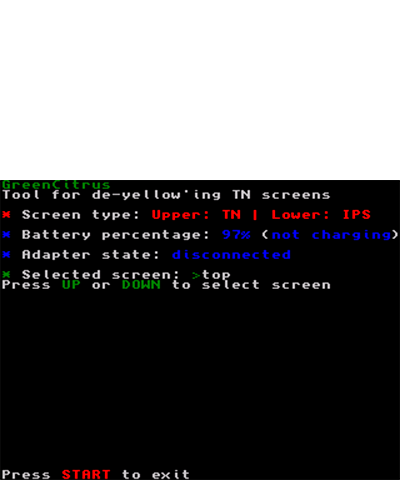 GreenCitrus
Tool for de-yellow'ing TN screens
* Screen type: Upper: TN | Lower: IPS
* Battery percentage: 97% (not charging)
* Adapter state: disconnected
* Selected screen: >top
Press UP or DOWN to select screen
Press START to exit